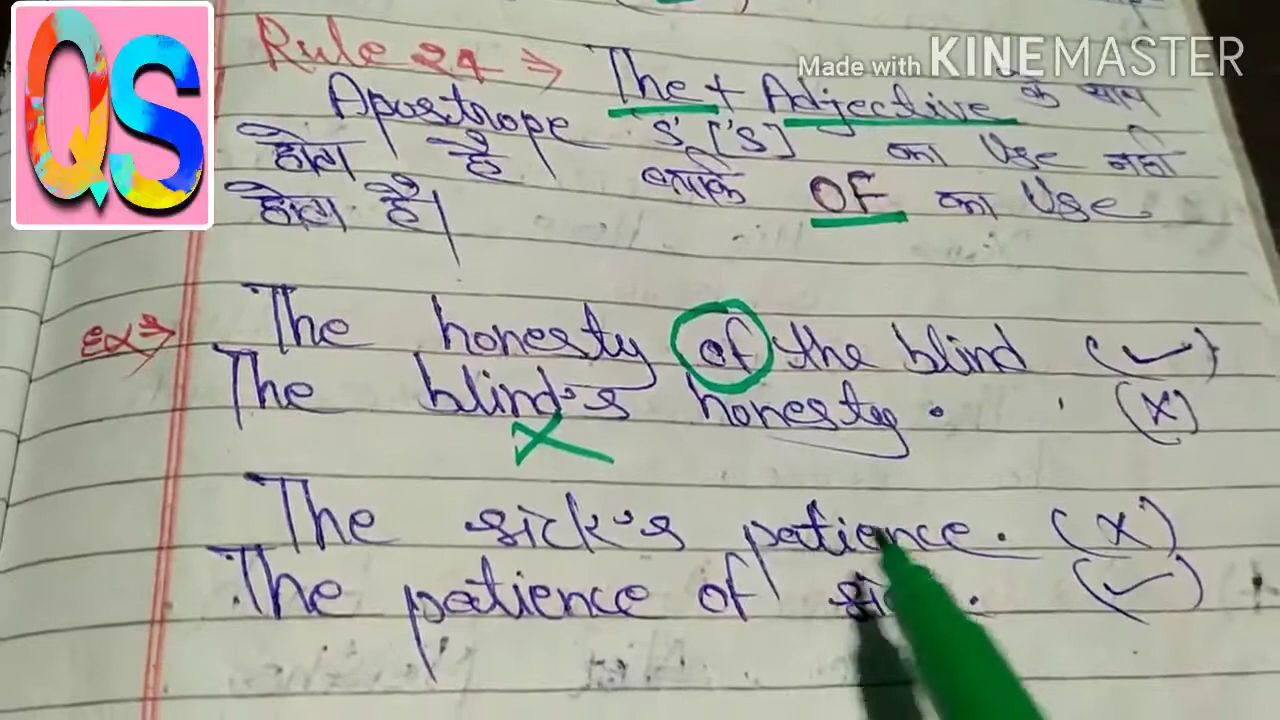 QS
Made with KINEMASTER
Rule 24 ⇒ The + Adjective के साथ
Apostrope 's' ['s] का Use नही
होता है OF का Use
होता है।
Ex ⇒ The honesty of the blind (✓)
The blind's honesty. (X)
The sick's patience. (X)
The patience of (✓)